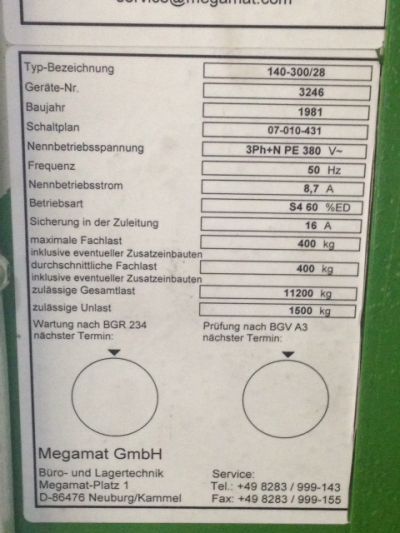 service@megamat.com
Typ-Bezeichnung 140-300/28
Geräte-Nr. 3246
Baujahr 1981
Schaltplan 07-010-431
Nennbetriebsspannung 3Ph+N PE 380 V~
Frequenz 50 Hz
Nennbetriebsstrom 8,7 A
Betriebsart S4 60 %ED
Sicherung in der Zuleitung 16 A
maximale Fachlast 400 kg
inklusive eventueller Zusatzeinbauten
durchschnittliche Fachlast 400 kg
inklusive eventueller Zusatzeinbauten
zulässige Gesamtlast 11200 kg
zulässige Unlast 1500 kg
Wartung nach BGR 234
nächster Termin:
Prüfung nach BGV A3
nächster Termin:
Megamat GmbH
Büro- und Lagertechnik
Megamat-Platz 1
D-86476 Neuburg/Kammel
Service:
Tel.: +49 8283 / 999-143
Fax: +49 8283 / 999-155